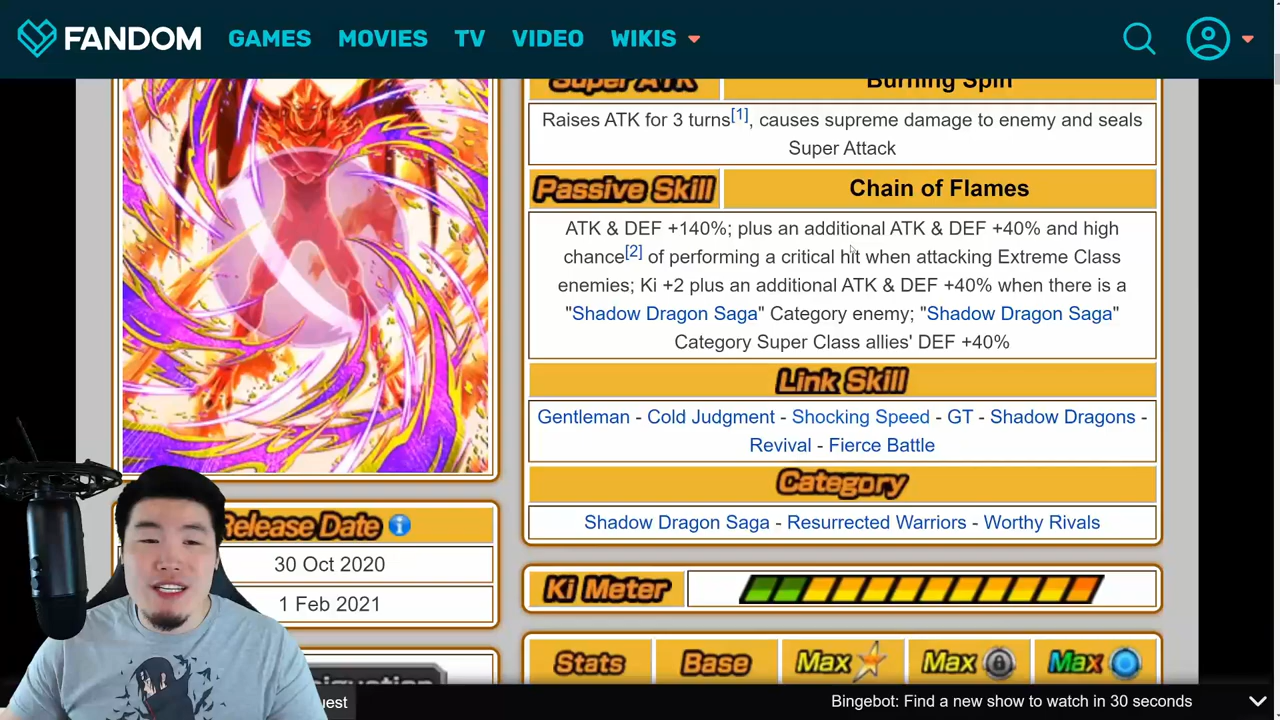 FANDOM GAMES MOVIES TV VIDEO WIKIS
Super ATK Burning Spin
Raises ATK for 3 turns[1], causes supreme damage to enemy and seals
Super Attack
Passive Skill Chain of Flames
ATK & DEF +140%; plus an additional ATK & DEF +40% and high
chance[2] of performing a critical hit when attacking Extreme Class
enemies; Ki +2 plus an additional ATK & DEF +40% when there is a
"Shadow Dragon Saga" Category enemy; "Shadow Dragon Saga"
Category Super Class allies' DEF +40%
Link Skill
Gentleman - Cold Judgment - Shocking Speed - GT - Shadow Dragons -
Revival - Fierce Battle
Category
Shadow Dragon Saga - Resurrected Warriors - Worthy Rivals
Release Date i
30 Oct 2020
1 Feb 2021
Ki Meter
Stats Base Max Max Max
Bingebot: Find a new show to watch in 30 seconds